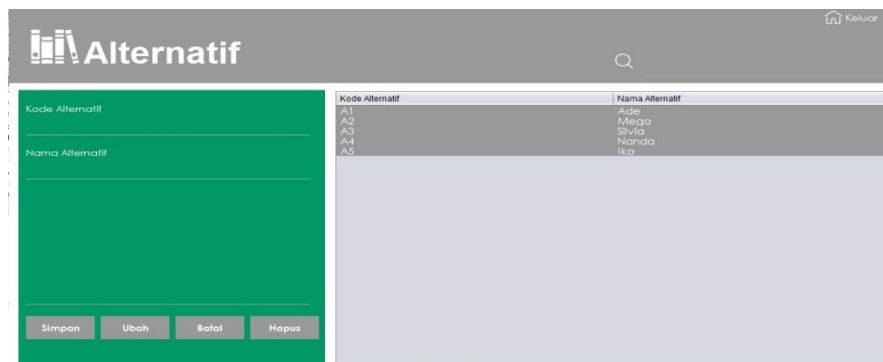 Keluar
Alternatif
Kode Alternatif
Nama Alternatif
Simpan Ubah Batal Hapus
Kode Alternatif Nama Alternatif
A1 Ade
A2 Mega
A3 Silvia
A4 Nanda
A5 Ika